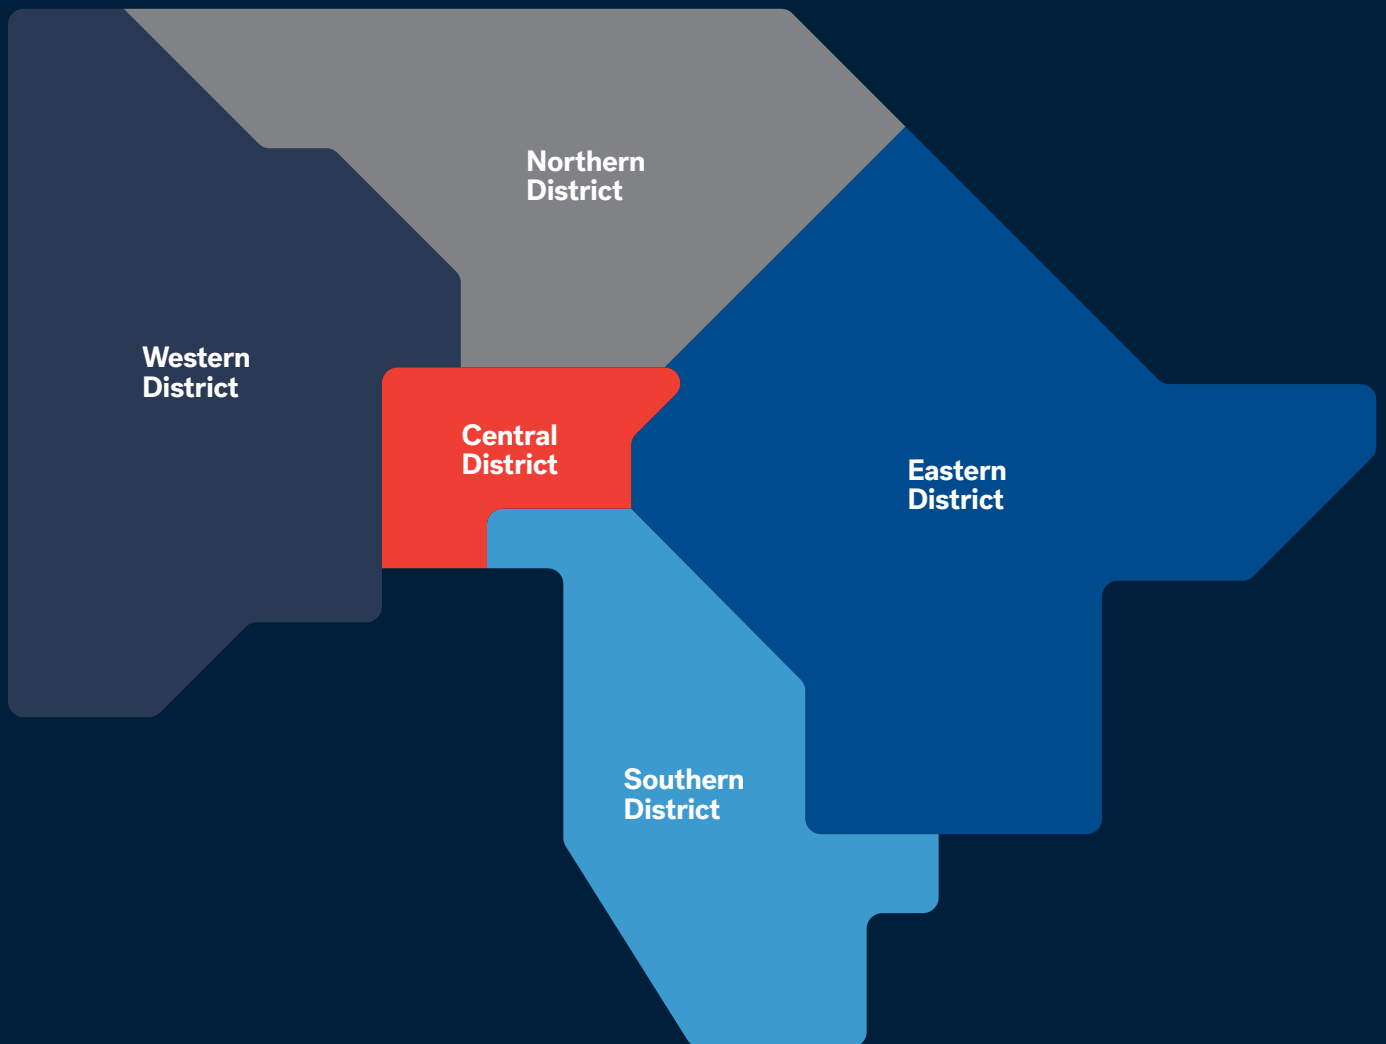 Northern
District
Western
District
Central
District
Eastern
District
Southern
District